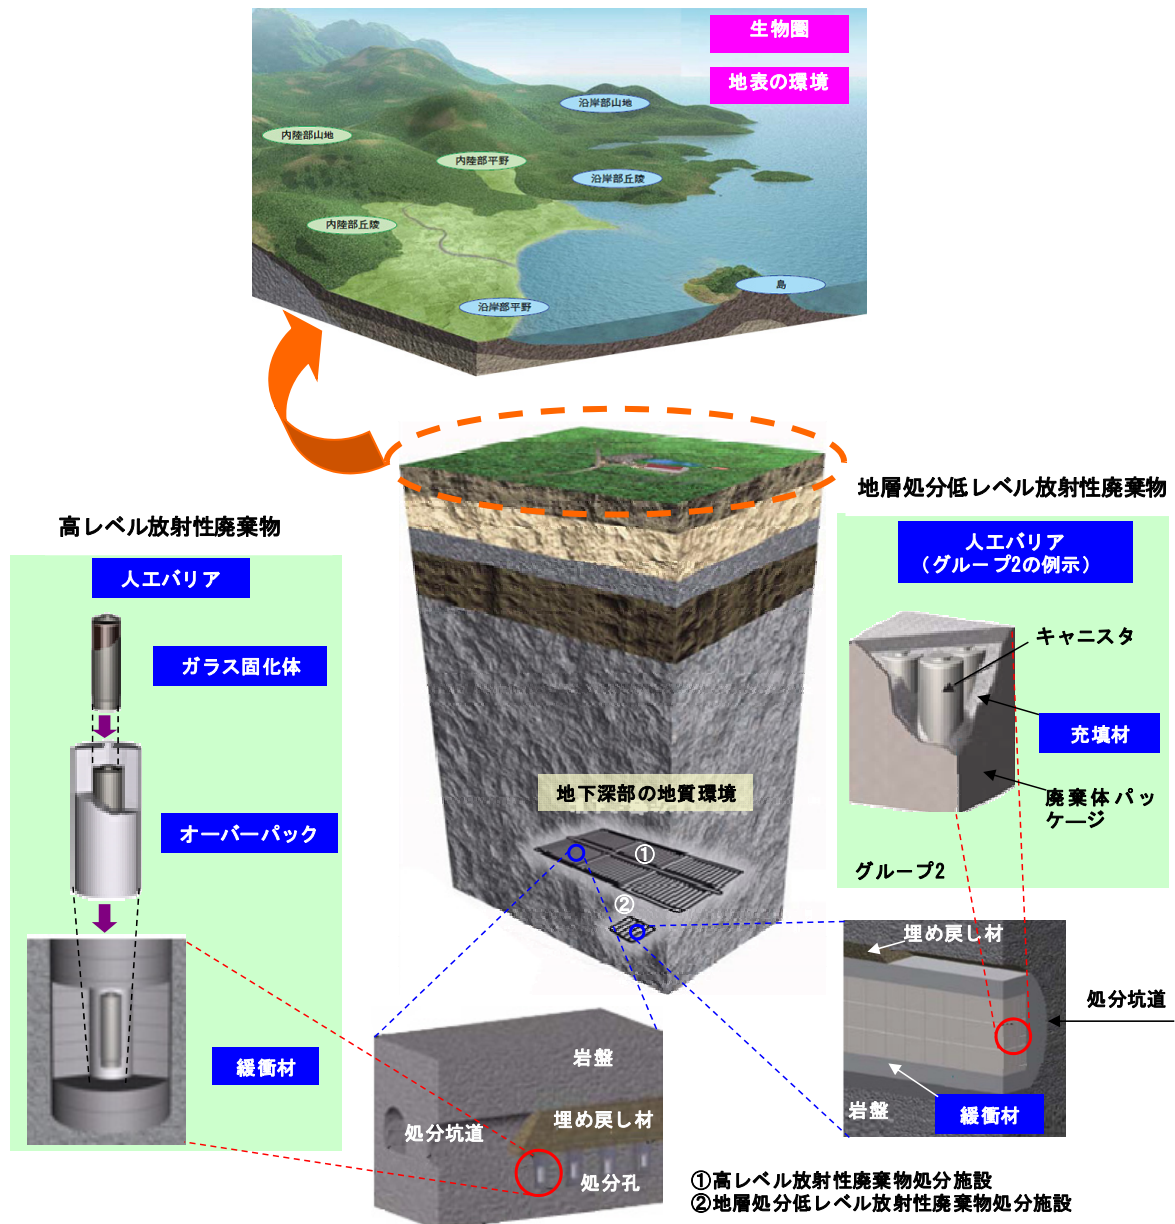 生物圏
地表の環境
沿岸部山地
内陸部山地
内陸部平野
沿岸部丘陵
内陸部丘陵
島
沿岸部平野
高レベル放射性廃棄物
人工バリア
ガラス固化体
オーバーパック
緩衝材
地下深部の地質環境
①
②
地層処分低レベル放射性廃棄物
人工バリア
（グループ2の例示）
キャニスタ
充填材
廃棄体パッ
ケージ
グループ2
埋め戻し材
処分坑道
緩衝材
岩盤
岩盤
埋め戻し材
処分坑道
処分孔
①高レベル放射性廃棄物処分施設
②地層処分低レベル放射性廃棄物処分施設